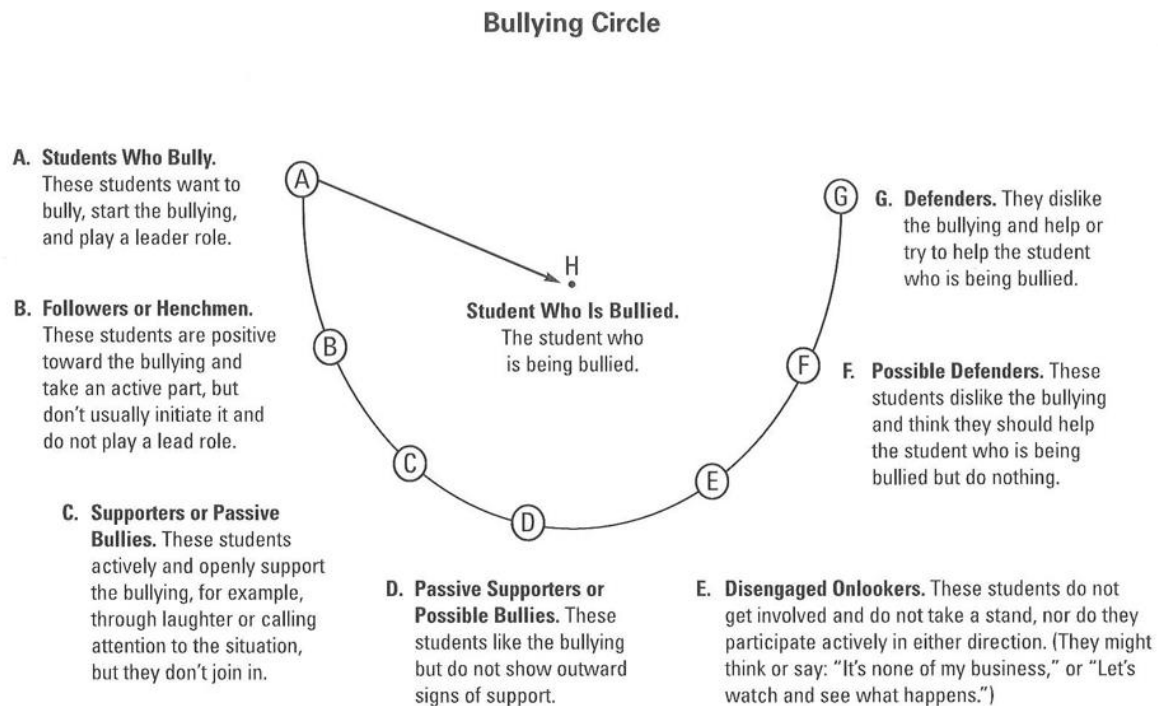 Bullying Circle
A. Students Who Bully.
These students want to
bully, start the bullying,
and play a leader role.
B. Followers or Henchmen.
These students are positive
toward the bullying and
take an active part, but
don't usually initiate it and
do not play a lead role.
C. Supporters or Passive
Bullies. These students
actively and openly support
the bullying, for example,
through laughter or calling
attention to the situation,
but they don't join in.
D. Passive Supporters or
Possible Bullies. These
students like the bullying
but do not show outward
signs of support.
E. Disengaged Onlookers. These students do not
get involved and do not take a stand, nor do they
participate actively in either direction. (They might
think or say: "It's none of my business," or "Let's
watch and see what happens.")
F. Possible Defenders. These
students dislike the bullying
and think they should help
the student who is being
bullied but do nothing.
G. Defenders. They dislike
the bullying and help or
try to help the student
who is being bullied.
H
Student Who Is Bullied.
The student who
is being bullied.
A
B
C
D
E
F
G